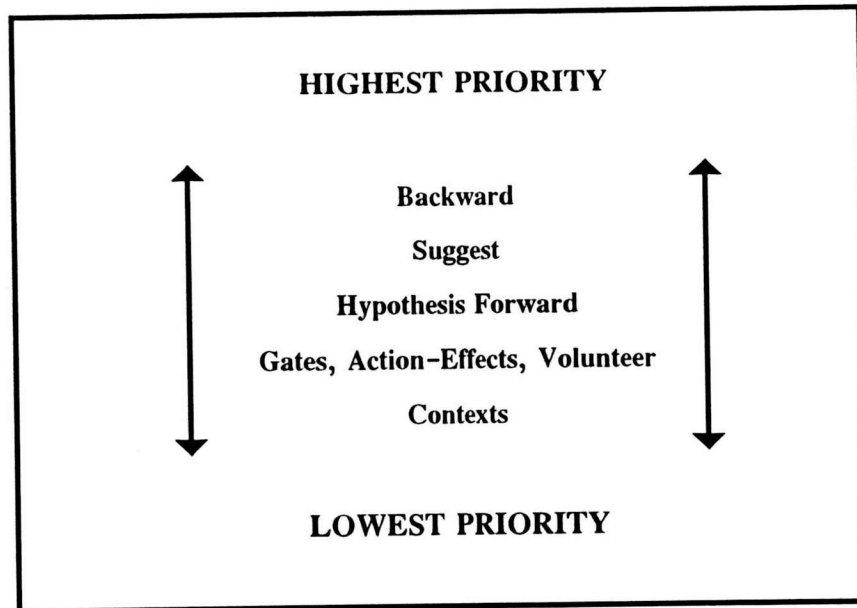 HIGHEST PRIORITY
Backward
Suggest
Hypothesis Forward
Gates, Action-Effects, Volunteer
Contexts
LOWEST PRIORITY